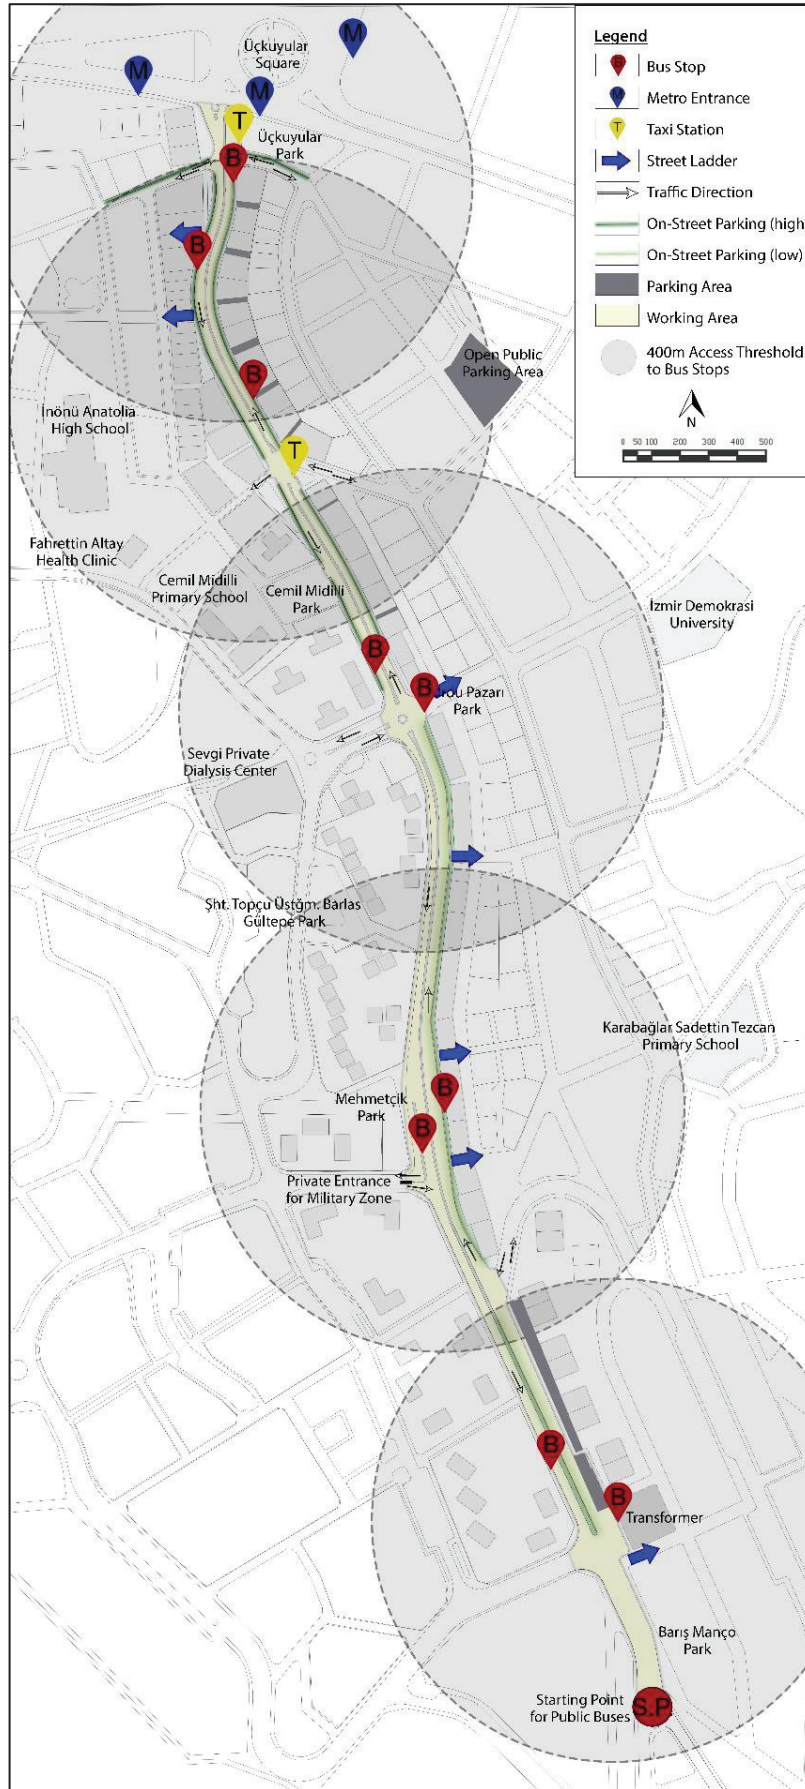 M
M
M
Üçkuyular
Square
T
Üçkuyular
Park
B
B
B
T
Open Public
Parking Area
İnönü Anatolia
High School
Fahrettin Altay
Health Clinic
Cemil Midilli
Primary School
Cemil Midilli
Park
İzmir Demokrasi
University
B
B
Pazarı
Park
Sevgi Private
Dialysis Center
Şht. Topçu Üstğm. Barlas
Gültepe Park
Karabağlar Sadettin Tezcan
Primary School
Mehmetçik
Park
B
B
Private Entrance
for Military Zone
B
B
Transformer
Barış Manço
Park
Starting Point
for Public Buses
S.P
Legend
B Bus Stop
M Metro Entrance
T Taxi Station
Street Ladder
Traffic Direction
On-Street Parking (high)
On-Street Parking (low)
Parking Area
Working Area
400m Access Threshold
to Bus Stops
N
0 50 100 200 300 400 500